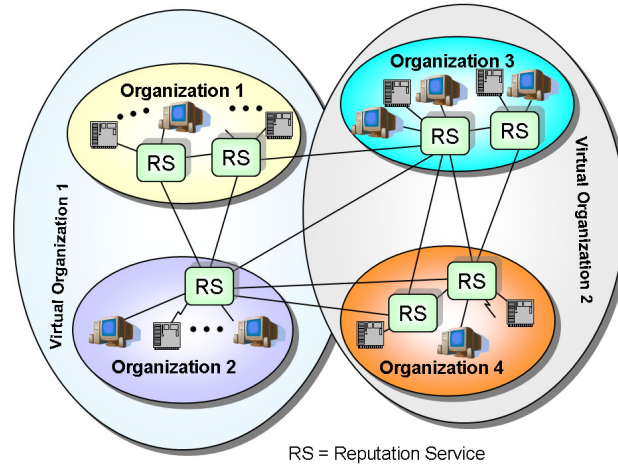 Organization 1
RS
RS
Organization 3
RS
RS
Virtual Organization 1
Virtual Organization 2
RS
Organization 2
RS
RS
Organization 4
RS = Reputation Service